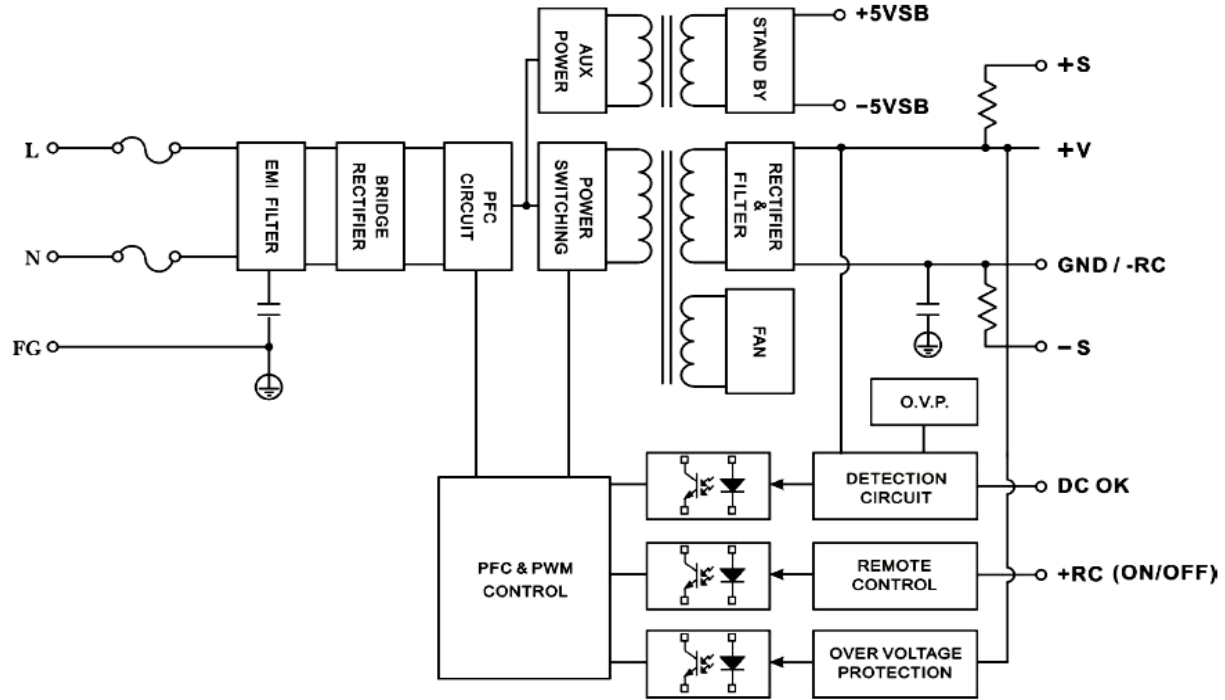 +5VSB
AUX
POWER
STAND BY
−5VSB
+S
L
EMI FILTER
BRIDGE
RECTIFIER
PFC
CIRCUIT
POWER
SWITCHING
RECTIFIER
&
FILTER
+V
N
GND / -RC
FAN
FG
−S
O.V.P.
DETECTION
CIRCUIT
DC OK
PFC & PWM
CONTROL
REMOTE
CONTROL
+RC (ON/OFF)
OVER VOLTAGE
PROTECTION